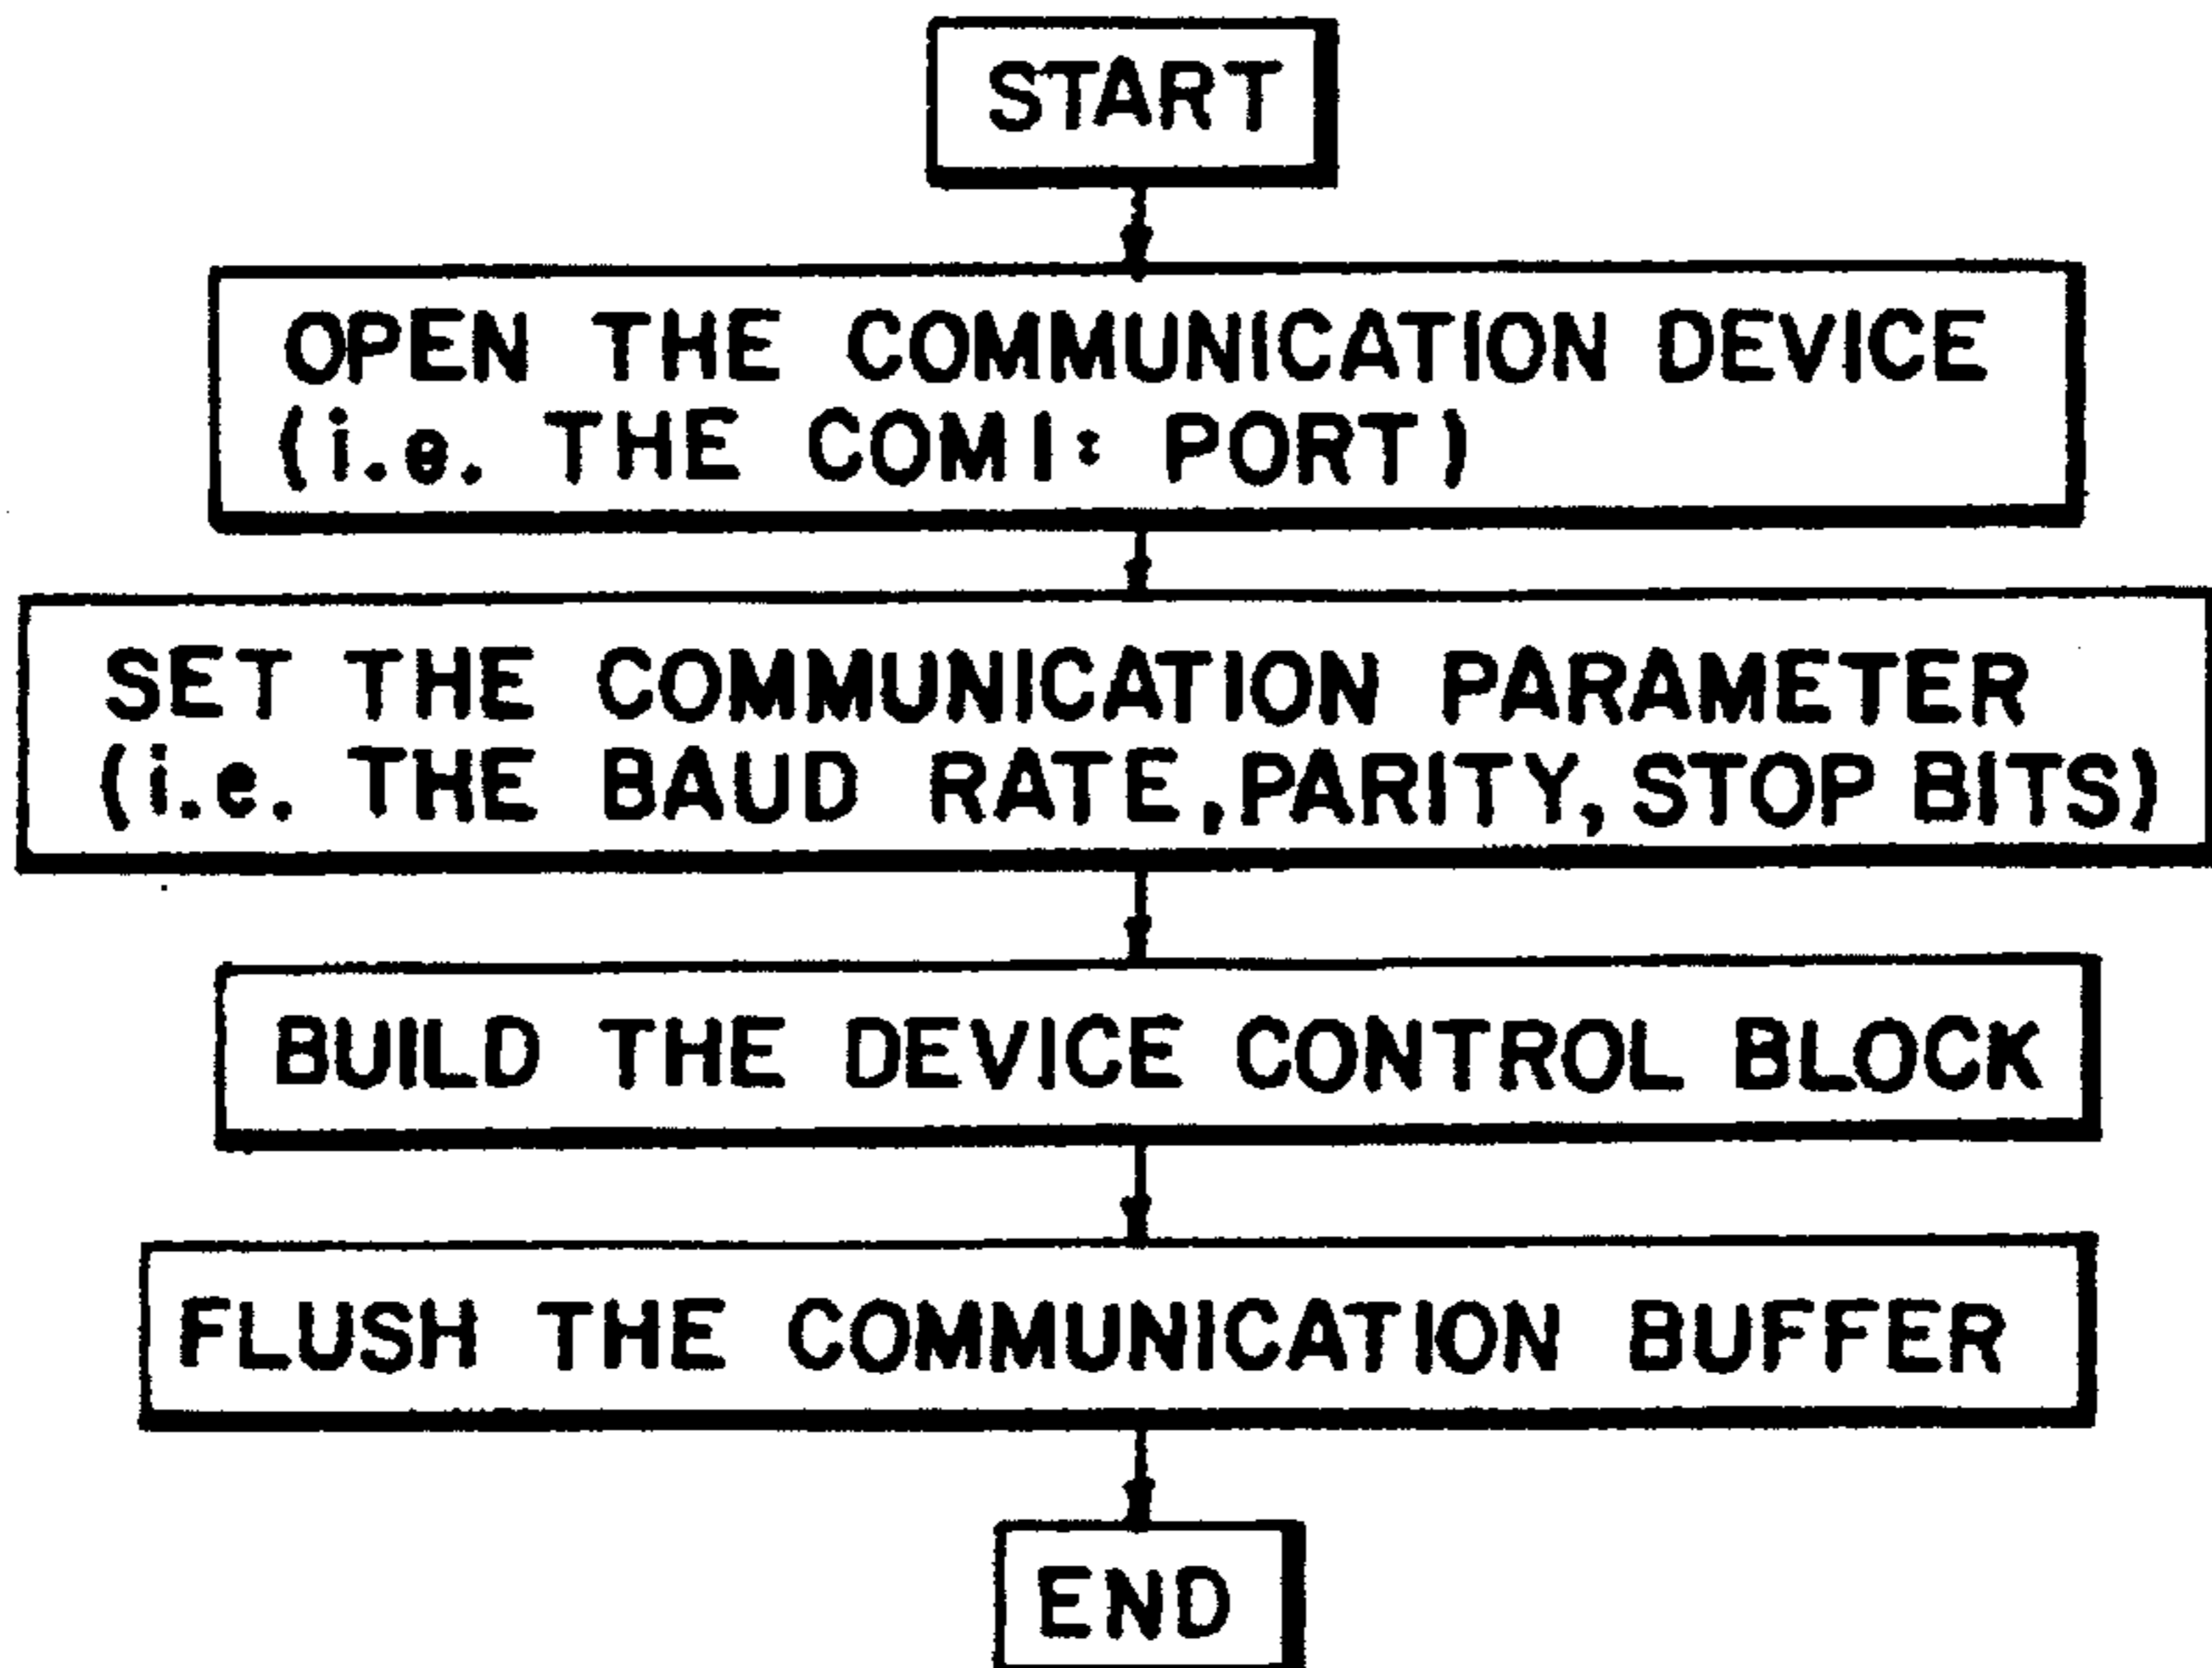 START
OPEN THE COMMUNICATION DEVICE
(i.e. THE COM1: PORT)
SET THE COMMUNICATION PARAMETER
(i.e. THE BAUD RATE, PARITY, STOP BITS)
BUILD THE DEVICE CONTROL BLOCK
FLUSH THE COMMUNICATION BUFFER
END